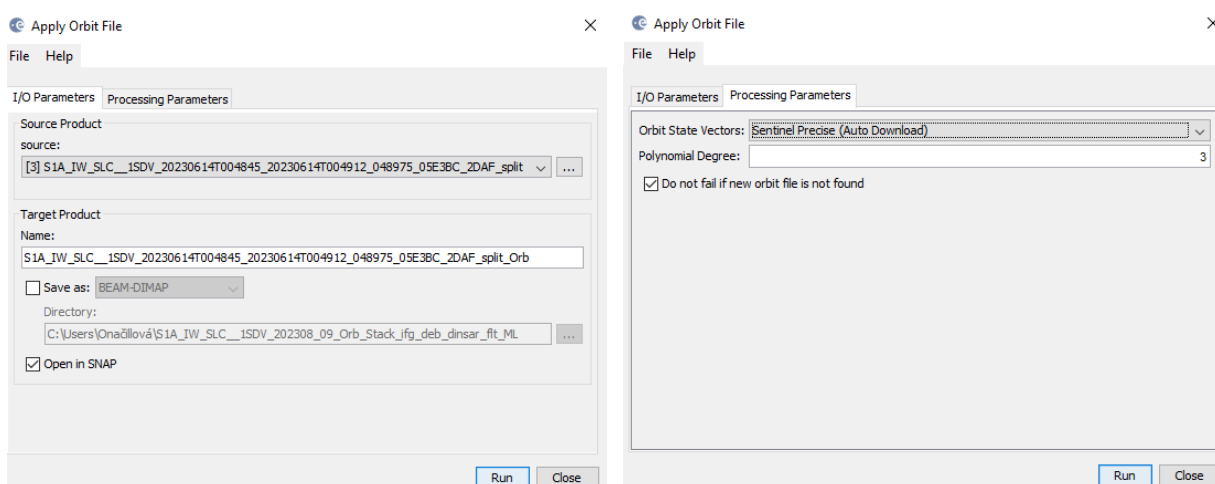 Apply Orbit File
File Help
I/O Parameters Processing Parameters
Source Product
source:
[3] S1A_IW_SLC__1SDV_20230614T004845_20230614T004912_048975_05E3BC_2DAF_split
...
Target Product
Name:
S1A_IW_SLC__1SDV_20230614T004845_20230614T004912_048975_05E3BC_2DAF_split_Orb
Save as: BEAM-DIMAP
Directory:
C:\Users\Onačillová\S1A_IW_SLC__1SDV_202308_09_Orb_Stack_ifg_deb_dinsar_flt_ML
...
Open in SNAP
Run Close
Apply Orbit File
File Help
I/O Parameters Processing Parameters
Orbit State Vectors: Sentinel Precise (Auto Download)
Polynomial Degree: 3
Do not fail if new orbit file is not found
Run Close